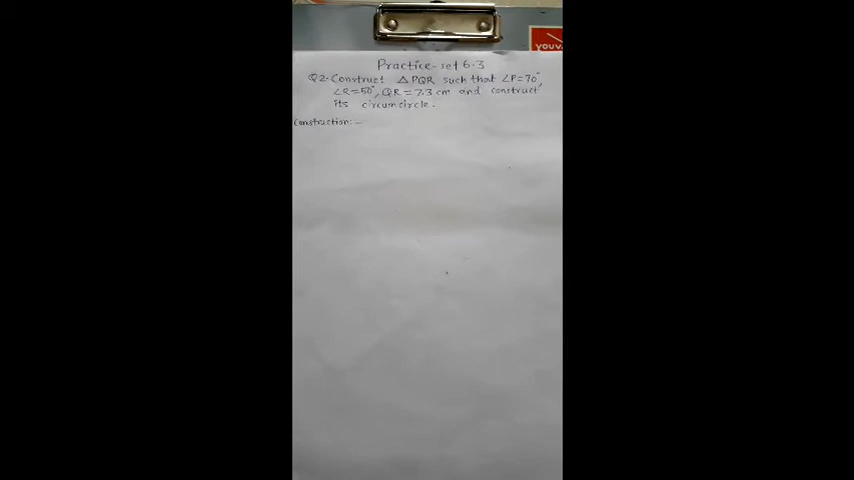 YOUVA
Practice-set 6.3
Q2. Construct △PQR such that ∠P=70°,
∠R=50°, QR=7.3 cm and construct
its circumcircle.
Construction:-